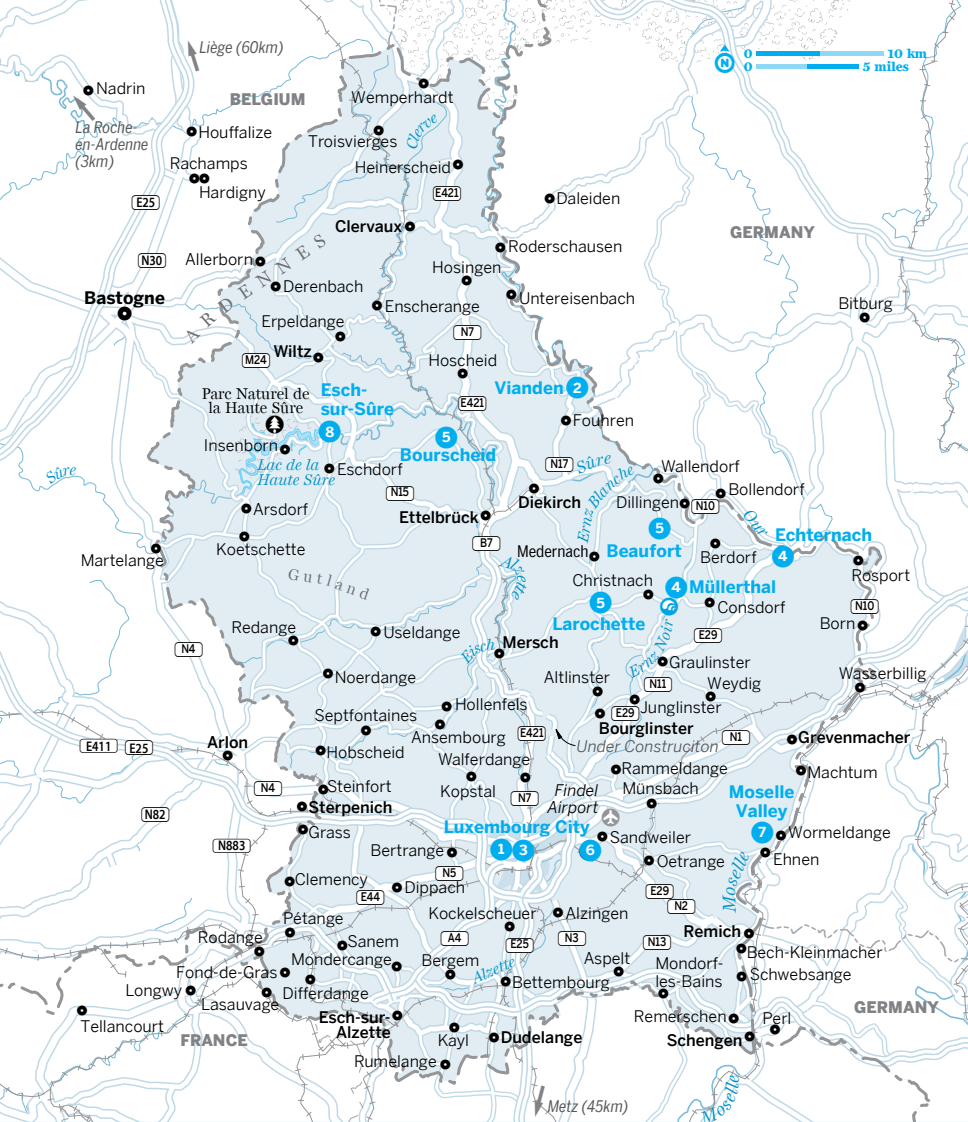 Liège (60km)
N
0
10 km
0
5 miles
Nadrin
BELGIUM
Wemperhardt
La Roche-
en-Ardenne
(3km)
Houffalize
Troisvierges
Clerve
Rachamps
Hardigny
Heinerscheid
E421
E25
Daleiden
Clervaux
GERMANY
Roderschausen
N30
Allerborn
ARDENNES
Hosingen
Derenbach
Untereisenbach
Bastogne
Enscherange
Bitburg
Erpeldange
N7
Wiltz
M24
Hoscheid
Parc Naturel de
la Haute Sûre
Esch-
sur-Sûre
Vianden
2
E421
8
5
Fouhren
Insenborn
Bourscheid
Lac de la
Haute Sûre
Eschdorf
N17
Sûre
Wallendorf
Sûre
N15
Diekirch
Ernz Blanche
Dillingen
N10
Bollendorf
Arsdorf
Ettelbrück
Our
5
Echternach
Koetschette
B7
Medernach
Beaufort
Berdorf
4
Martelange
Alzette
Rosport
Gutland
Christnach
4
Müllerthal
5
Consdorf
N10
Larochette
Born
Redange
Useldange
E29
N4
Eisch
Mersch
Ernz Noir
Graulinster
Noerdange
Altlinster
N11
Weydig
Wasserbillig
Septfontaines
Hollenfels
E29
Junglinster
Ansembourg
Bourglinster
E411
E25
Arlon
Hobscheid
E421
Under Construciton
N1
Grevenmacher
Walferdange
Rammeldange
Machtum
N4
Steinfort
Kopstal
N7
Findel
Airport
Münsbach
Moselle
Valley
Sterpenich
N82
Grass
Luxembourg City
7
Wormeldange
N883
Bertrange
1
3
6
Sandweiler
Ehnen
Oetrange
N5
Clemency
E44
Dippach
E29
Moselle
N2
Pétange
Kockelscheuer
Alzingen
Remich
Rodange
Sanem
A4
E25
N3
N13
Bech-Kleinmacher
Mondercange
Bergem
Alzette
Aspelt
Mondorf-
les-Bains
Fond-de-Gras
Schwebsange
Longwy
Differdange
Bettembourg
Lasauvage
GERMANY
Tellancourt
Esch-sur-
Alzette
Remerschen
Perl
FRANCE
Kayl
Dudelange
Schengen
Rumelange
Moselle
Metz (45km)